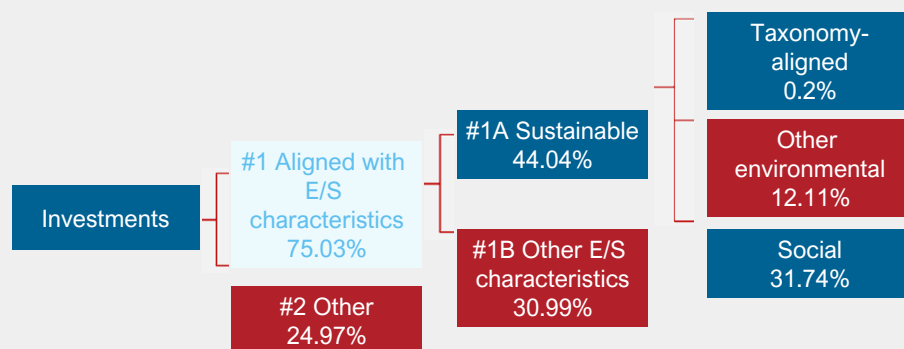 Investments
#1 Aligned with
E/S
characteristics
75.03%
#2 Other
24.97%
#1A Sustainable
44.04%
#1B Other E/S
characteristics
30.99%
Taxonomy-
aligned
0.2%
Other
environmental
12.11%
Social
31.74%